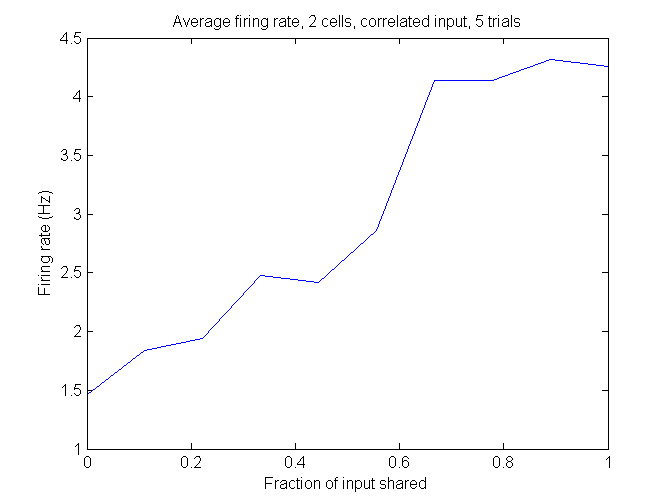 Average firing rate, 2 cells, correlated input, 5 trials
4.5
4
3.5
3
2.5
2
1.5
1
Firing rate (Hz)
0 0.2 0.4 0.6 0.8 1
Fraction of input shared